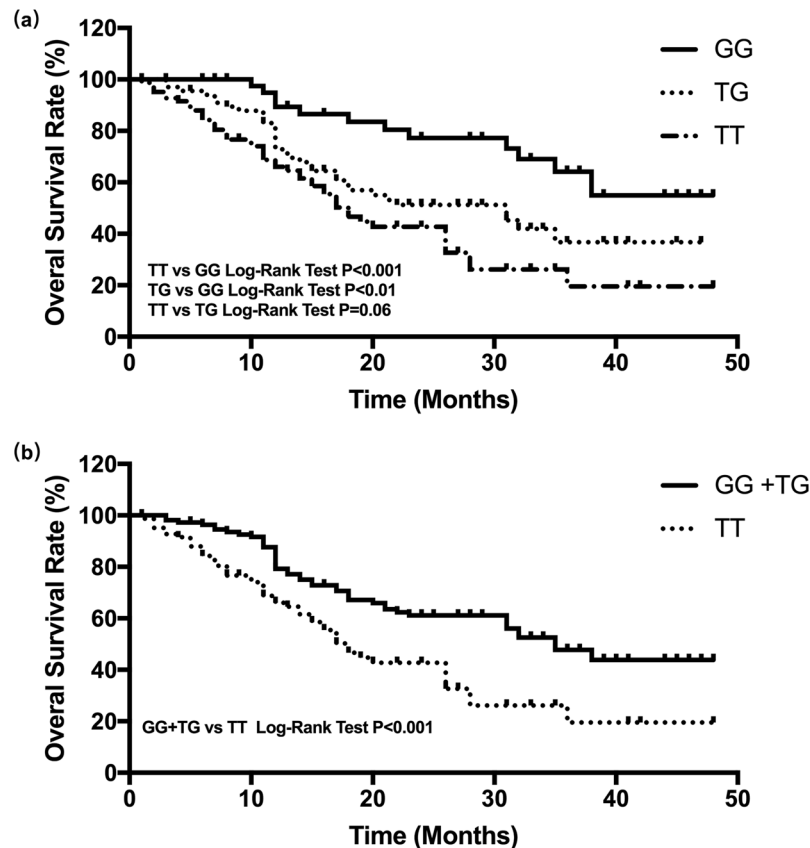 (a)
120
100
80
60
40
20
0
Overal Survival Rate (%)
GG
TG
TT
TT vs GG Log-Rank Test P<0.001
TG vs GG Log-Rank Test P<0.01
TT vs TG Log-Rank Test P=0.06
0 10 20 30 40 50
Time (Months)
(b)
120
100
80
60
40
20
0
Overal Survival Rate (%)
GG +TG
TT
GG+TG vs TT Log-Rank Test P<0.001
0 10 20 30 40 50
Time (Months)